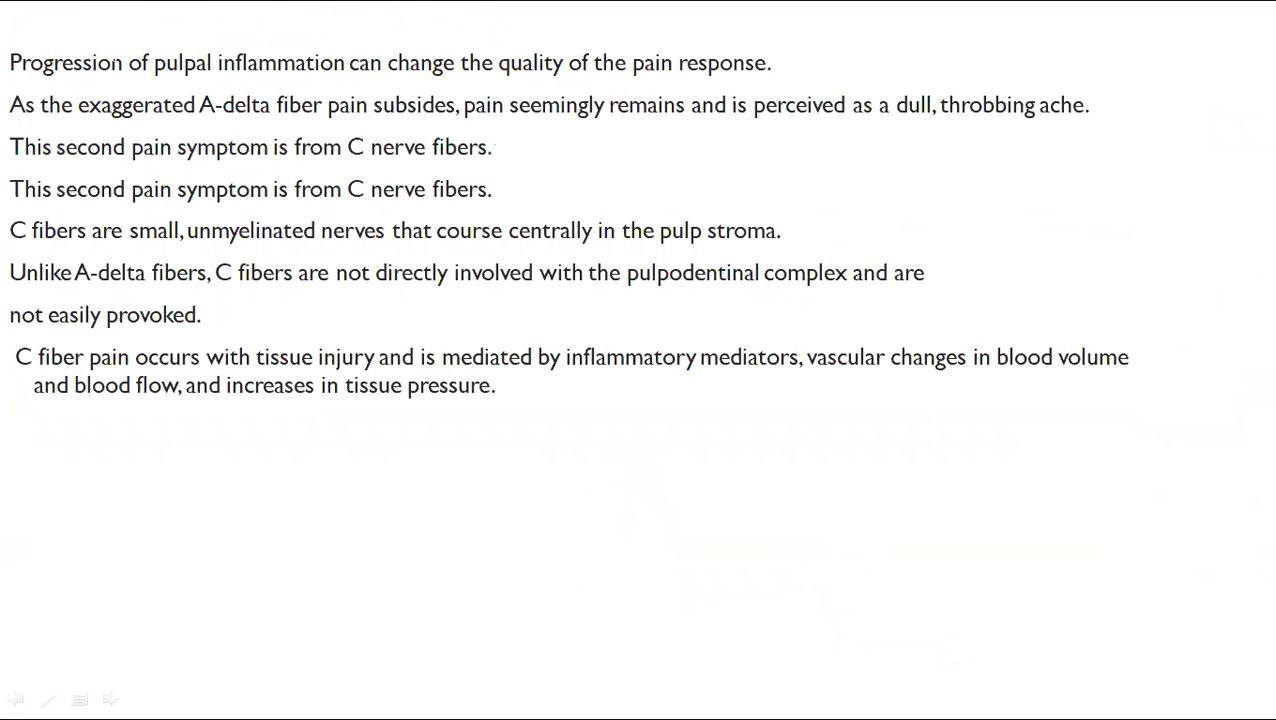 Progression of pulpal inflammation can change the quality of the pain response.
As the exaggerated A-delta fiber pain subsides, pain seemingly remains and is perceived as a dull, throbbing ache.
This second pain symptom is from C nerve fibers.
This second pain symptom is from C nerve fibers.
C fibers are small, unmyelinated nerves that course centrally in the pulp stroma.
Unlike A-delta fibers, C fibers are not directly involved with the pulpodentinal complex and are
not easily provoked.
C fiber pain occurs with tissue injury and is mediated by inflammatory mediators, vascular changes in blood volume
and blood flow, and increases in tissue pressure.